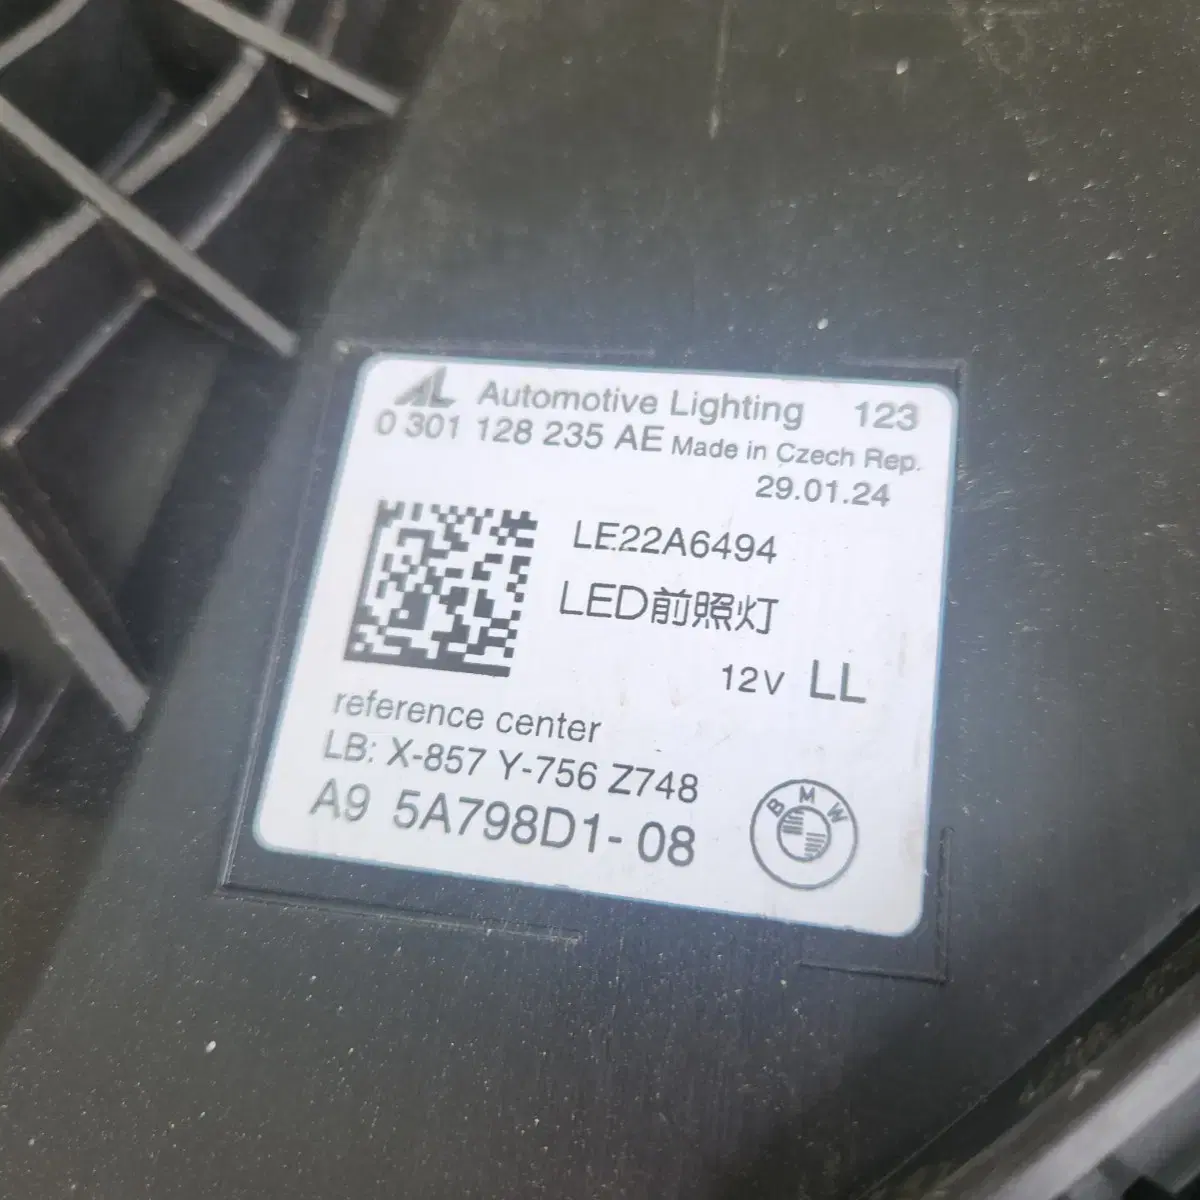 AL Automotive Lighting 123
0 301 128 235 AE Made in Czech Rep.
29.01.24
LE22A6494
LED前照灯
12V LL
reference center
LB: X-857 Y-756 Z748
A9 5A798D1-08
BMW